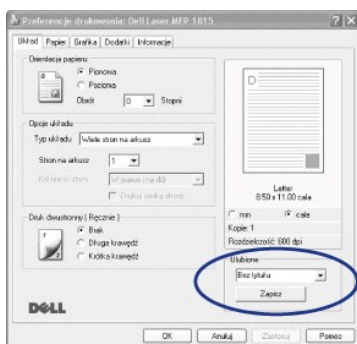 Preferencje drukowania: Dell Laser MFP 1815
Układ Papier Grafika Dodatki Informacje
Orientacja papieru
Pionowa
Pozioma
Obrót 0 Stopni
Opcje układu
Typ układu Wiele stron na arkusz
Stron na arkusz 1
Kolejność stron W prawo i na dół
Drukuj ramkę strony
Druk dwustronny ( Ręcznie )
Brak
Długa krawędź
Krótka krawędź
Letter
8.50 x 11.00 cala
mm cala
Kopie: 1
Rozdzielczość: 600 dpi
Ulubione
Bez tytułu
Zapisz
DELL
OK Anuluj Zastosuj Pomoc